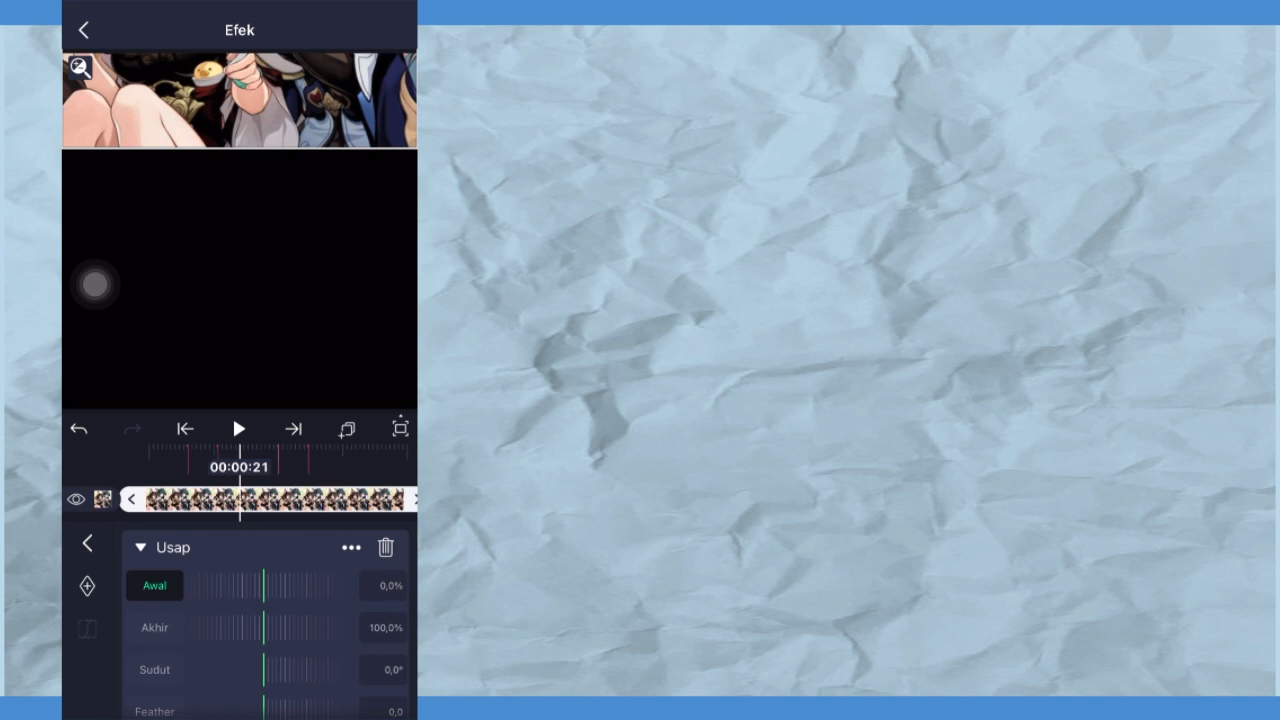 Efek
00:00:21
Usap
Awal 0,0%
Akhir 100,0%
Sudut 0,0°
Feather 0,0